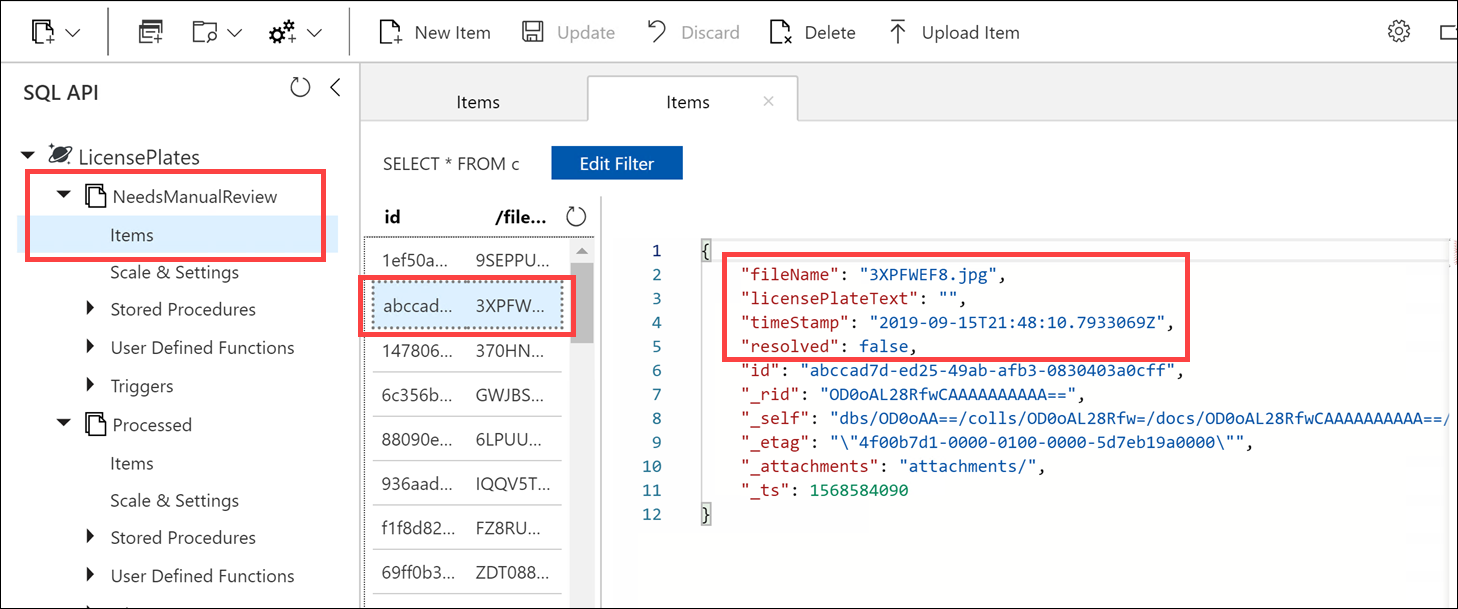 New Item Update Discard Delete Upload Item
SQL API
LicensePlates
NeedsManualReview
Items
Scale & Settings
Stored Procedures
User Defined Functions
Triggers
Processed
Items
Scale & Settings
Stored Procedures
User Defined Functions
Items Items
SELECT * FROM c Edit Filter
id /file...
1ef50a... 9SEPPU...
abccad... 3XPFW...
147806... 370HN...
6c356b... GWJBS...
88090e... 6LPUU...
936aad... IQQV5T...
f1f8d82... FZ8RU...
69ff0b3... ZDT088...
1 {
2 "fileName": "3XPFWEF8.jpg",
3 "licensePlateText": "",
4 "timeStamp": "2019-09-15T21:48:10.7933069Z",
5 "resolved": false,
6 "id": "abccad7d-ed25-49ab-afb3-0830403a0cff",
7 "_rid": "OD0oAL28RfwCAAAAAAAAAA==",
8 "_self": "dbs/OD0oAA==/colls/OD0oAL28Rfw=/docs/OD0oAL28RfwCAAAAAAAAAA==/
9 "_etag": "\"4f00b7d1-0000-0100-0000-5d7eb19a0000\"",
10 "_attachments": "attachments/",
11 "_ts": 1568584090
12 }